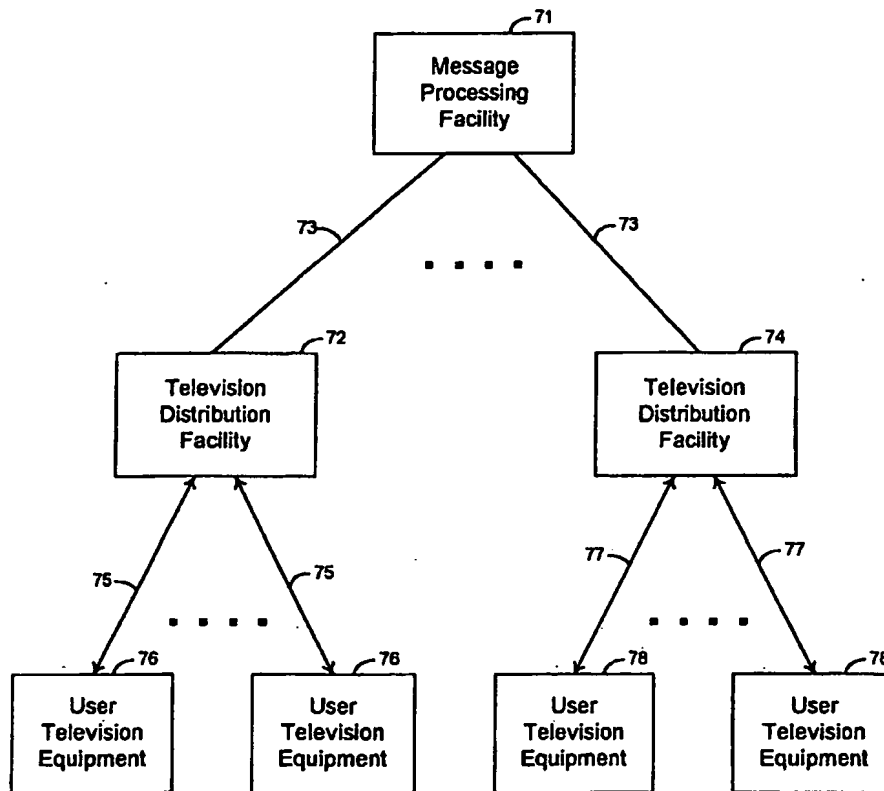 71
Message
Processing
Facility
73
73
72
74
Television
Distribution
Facility
Television
Distribution
Facility
75
75
77
77
76
76
78
78
User
Television
Equipment
User
Television
Equipment
User
Television
Equipment
User
Television
Equipment